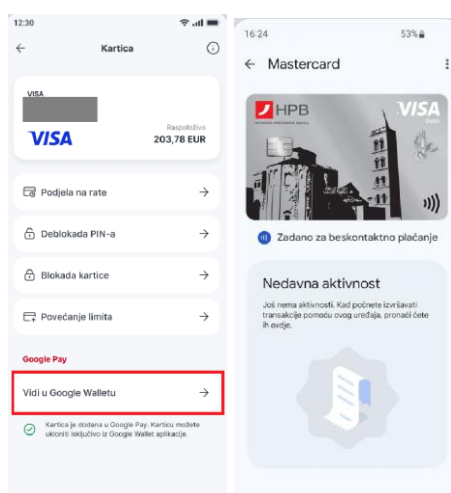 12:30
Kartica
VISA
VISA
Raspoloživo
203,78 EUR
Podjela na rate
Deblokada PIN-a
Blokada kartice
Povećanje limita
Google Pay
Vidi u Google Walletu
Kartica je dodana u Google Pay. Karticu možete
ukloniti isključivo iz Google Wallet aplikacije.
16:24
53%
Mastercard
HPB
VISA
Debit
Zadano za beskontaktno plaćanje
Nedavna aktivnost
Još nema aktivnosti. Kad počnete izvršavati
transakcije pomoću ovog uređaja, pronaći ćete
ih ovdje.